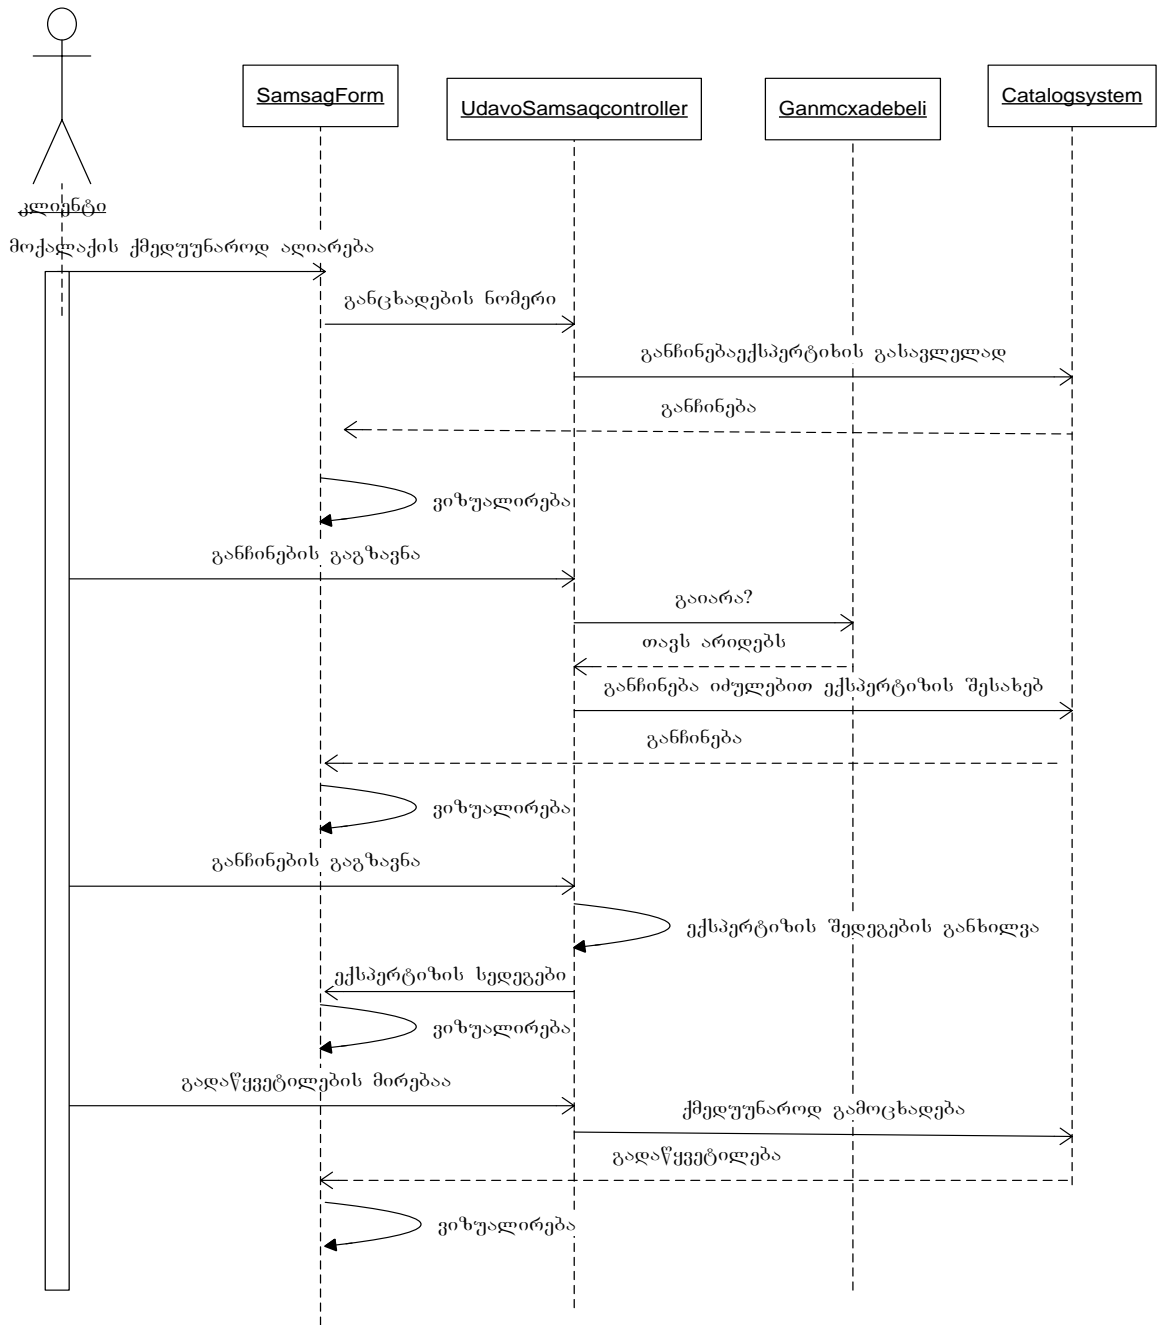 SamsagForm
UdavoSamsaqcontroller
Ganmcxadebeli
Catalogsystem
კლიენტი
მოქალაქის ქმედუუნაროდ აღიარება
განცხადების ნომერი
განჩინებაექსპერტიხის გასავლელად
განჩინება
ვიზუალირება
განჩინების გაგზავნა
გაიარა?
თავს არიდებს
განჩინება იძულებით ექსპერტიზის შესახებ
განჩინება
ვიზუალირება
განჩინების გაგზავნა
ექსპერტიზის შედეგების განხილვა
ექსპერტიზის სედეგები
ვიზუალირება
გადაწყვეტილების მირებაა
ქმედუუნაროდ გამოცხადება
გადაწყვეტილება
ვიზუალირება